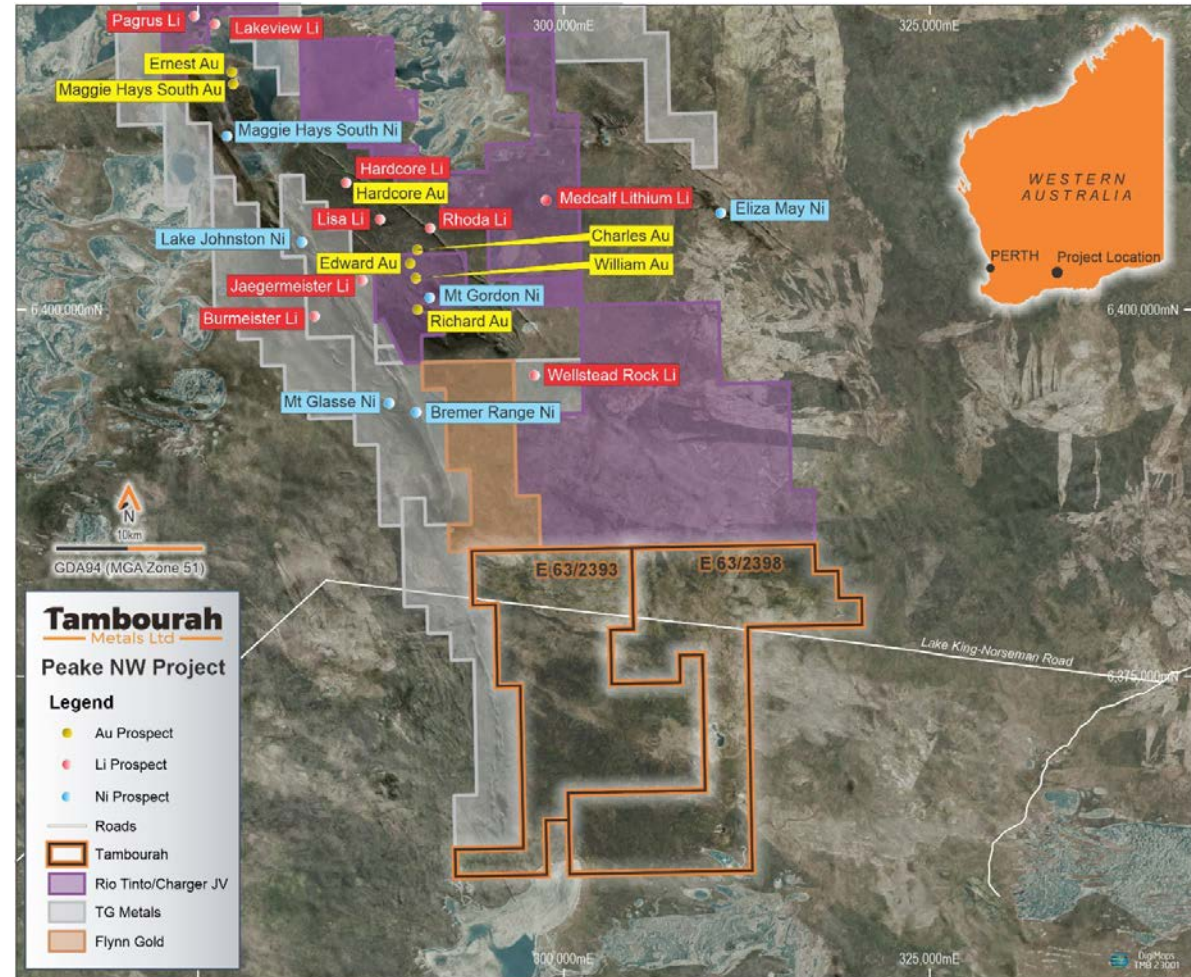 300,000mE
325,000mE
Pagrus Li
Lakeview Li
Ernest Au
Maggie Hays South Au
Maggie Hays South Ni
Hardcore Li
Hardcore Au
Medcalf Lithium Li
Eliza May Ni
Lisa Li
Rhoda Li
Lake Johnston Ni
Charles Au
Edward Au
William Au
Jaegermeister Li
Mt Gordon Ni
Burmeister Li
Richard Au
Wellstead Rock Li
Mt Glasse Ni
Bremer Range Ni
WESTERN
AUSTRALIA
PERTH
Project Location
6,400,000mN
6,400,000mN
N
10km
GDA94 (MGA Zone 51)
E 63/2393
E 63/2398
Lake King-Norseman Road
6,375,000mN
Tambourah
Metals Ltd
Peake NW Project
Legend
Au Prospect
Li Prospect
Ni Prospect
Roads
Tambourah
Rio Tinto/Charger JV
TG Metals
Flynn Gold
300,000mE
325,000mE
DigiMaps
TMB 23001